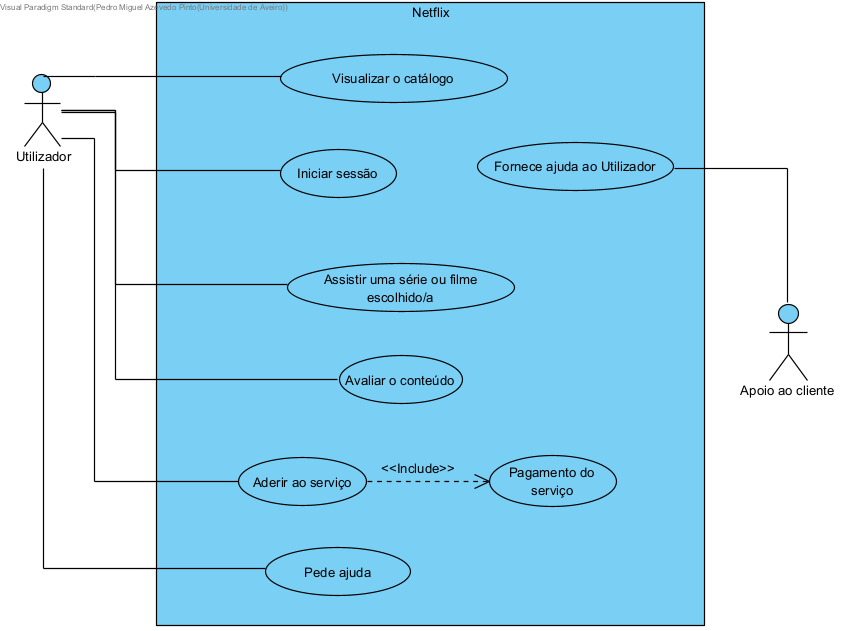 Visual Paradigm Standard(Pedro Miguel Azevedo Pinto(Universidade de Aveiro))
Netflix
Visualizar o catálogo
Utilizador
Iniciar sessão
Fornece ajuda ao Utilizador
Assistir uma série ou filme
escolhido/a
Avaliar o conteúdo
Apoio ao cliente
Aderir ao serviço
<<Include>>
Pagamento do
serviço
Pede ajuda